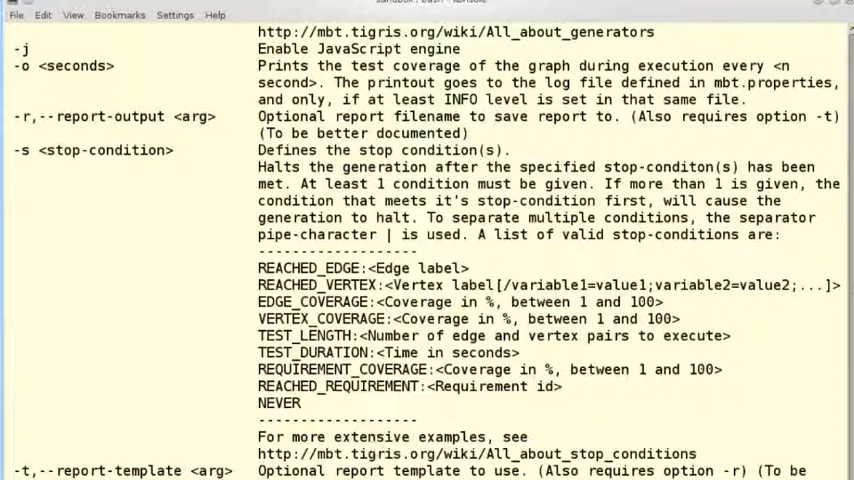 File Edit View Bookmarks Settings Help
http://mbt.tigris.org/wiki/All_about_generators
-j Enable JavaScript engine
-o <seconds> Prints the test coverage of the graph during execution every <n
second>. The printout goes to the log file defined in mbt.properties,
and only, if at least INFO level is set in that same file.
-r,--report-output <arg> Optional report filename to save report to. (Also requires option -t)
(To be better documented)
-s <stop-condition> Defines the stop condition(s).
Halts the generation after the specified stop-conditon(s) has been
met. At least 1 condition must be given. If more than 1 is given, the
condition that meets it's stop-condition first, will cause the
generation to halt. To separate multiple conditions, the separator
pipe-character | is used. A list of valid stop-conditions are:
-------------------
REACHED_EDGE:<Edge label>
REACHED_VERTEX:<Vertex label[/variable1=value1;variable2=value2;...]>
EDGE_COVERAGE:<Coverage in %, between 1 and 100>
VERTEX_COVERAGE:<Coverage in %, between 1 and 100>
TEST_LENGTH:<Number of edge and vertex pairs to execute>
TEST_DURATION:<Time in seconds>
REQUIREMENT_COVERAGE:<Coverage in %, between 1 and 100>
REACHED_REQUIREMENT:<Requirement id>
NEVER
-------------------
For more extensive examples, see
http://mbt.tigris.org/wiki/All_about_stop_conditions
-t,--report-template <arg> Optional report template to use. (Also requires option -r) (To be